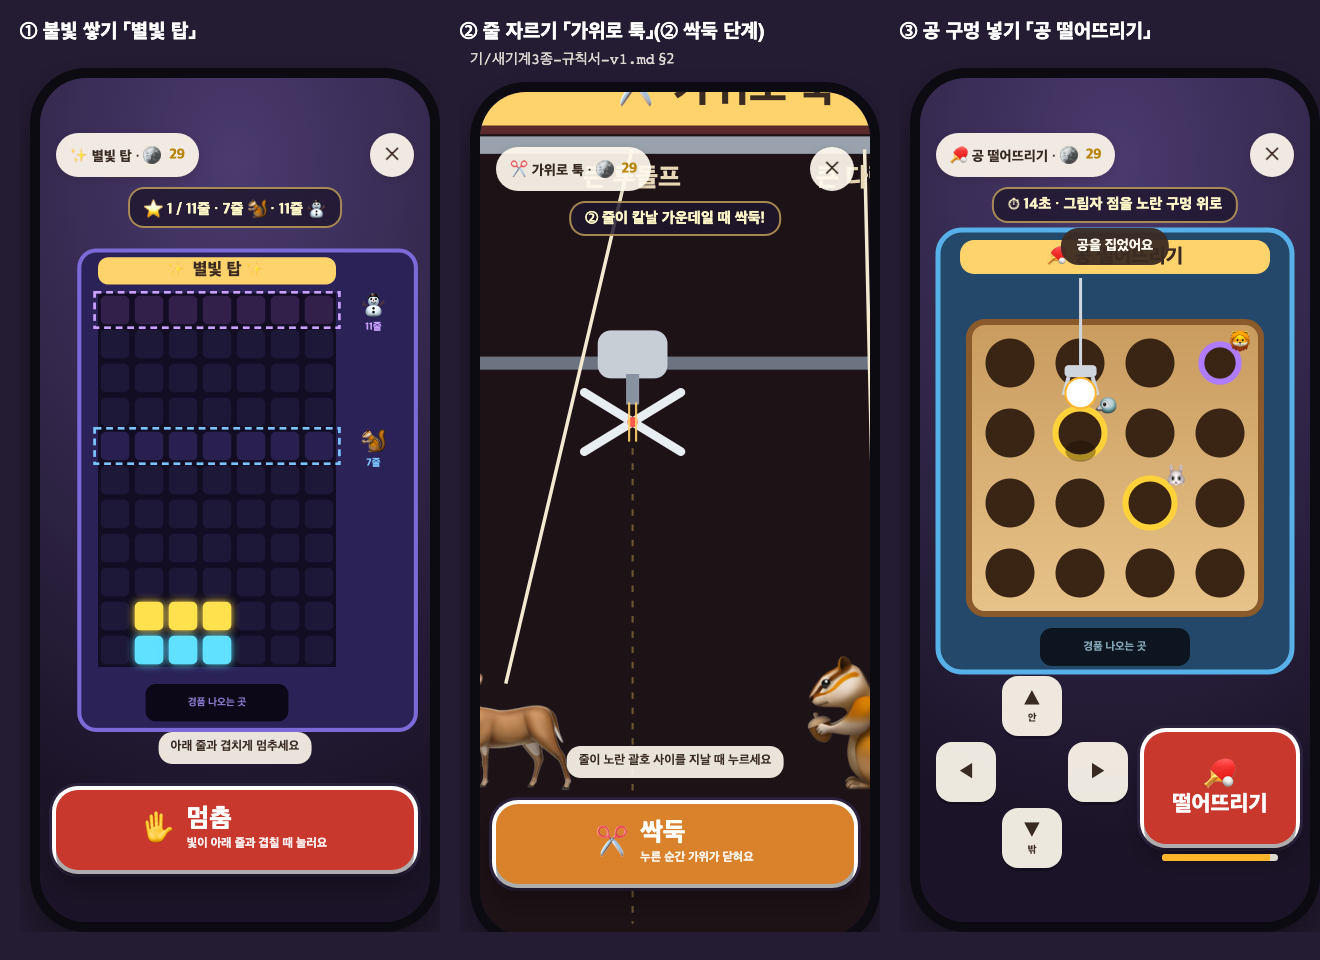 ① 불빛 쌓기 「별빛 탑」
✨ 별빛 탑 · 29
×
⭐ 1 / 11줄 · 7줄 🐿️ · 11줄 ⛄
✨ 별빛 탑 ✨
11줄
7줄
경품 나오는 곳
아래 줄과 겹치게 멈추세요
✋ 멈춤
빛이 아래 줄과 겹칠 때 눌러요
② 줄 자르기 「가위로 툭」(② 싹둑 단계)
기/새기계3종-규칙서-v1.md §2
✂️ 가위로 툭
✂️ 가위로 툭 · 29
×
② 줄이 칼날 가운데일 때 싹둑!
줄이 노란 괄호 사이를 지날 때 누르세요
✂️ 싹둑
누른 순간 가위가 닫혀요
③ 공 구멍 넣기 「공 떨어뜨리기」
🏓 공 떨어뜨리기 · 29
×
⏱ 14초 · 그림자 점을 노란 구멍 위로
공을 집었어요
경품 나오는 곳
▲
안
◀
▶
▼
밖
🏓
떨어뜨리기